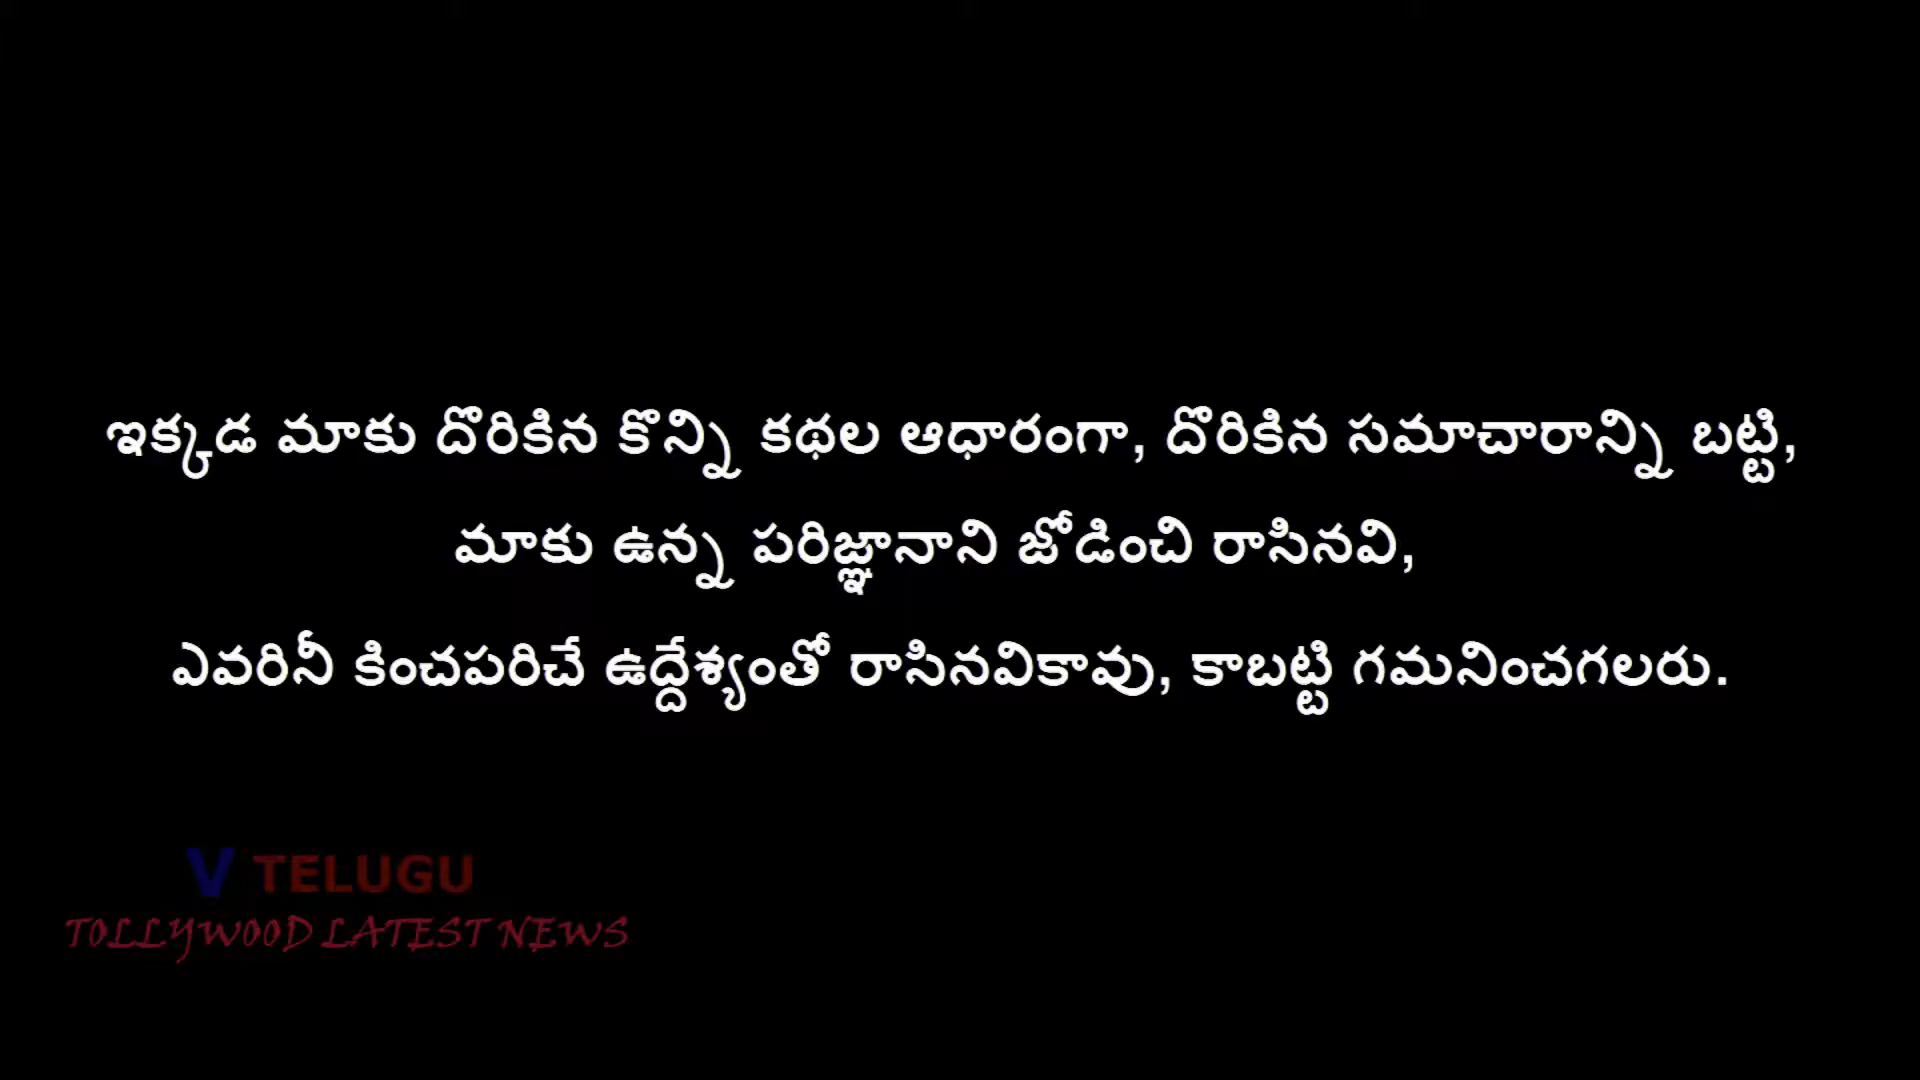 ఇక్కడ మాకు దొరికిన కొన్ని కథల ఆధారంగా, దొరికిన సమాచారాన్ని బట్టి,
మాకు ఉన్న పరిజ్ఞానాని జోడించి రాసినవి,
ఎవరినీ కించపరిచే ఉద్దేశ్యంతో రాసినవికావు, కాబట్టి గమనించగలరు.
V TELUGU
TOLLYWOOD LATEST NEWS